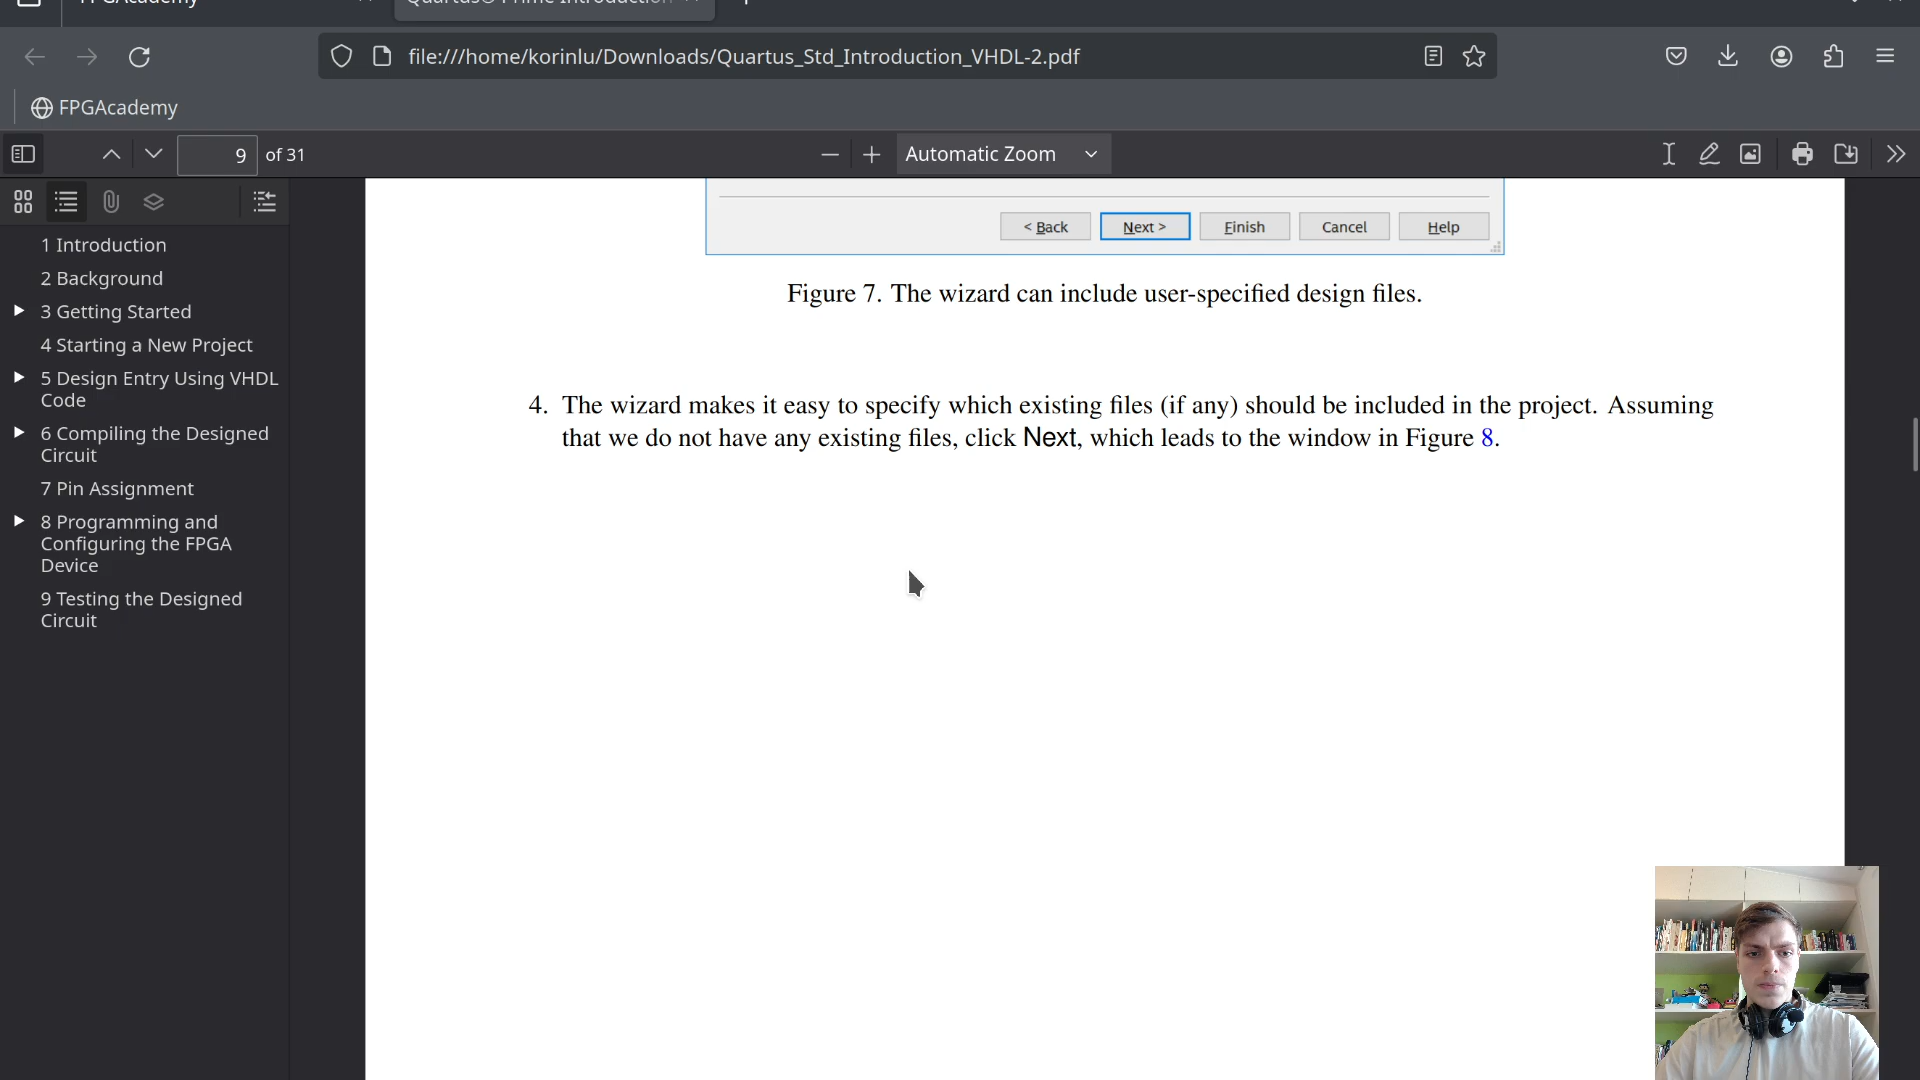 FPGAcademy
Quartus® Prime Introduction
file:///home/korinlu/Downloads/Quartus_Std_Introduction_VHDL-2.pdf
FPGAcademy
9 of 31
Automatic Zoom
1 Introduction
2 Background
3 Getting Started
4 Starting a New Project
5 Design Entry Using VHDL
Code
6 Compiling the Designed
Circuit
7 Pin Assignment
8 Programming and
Configuring the FPGA
Device
9 Testing the Designed
Circuit
< Back Next > Finish Cancel Help
Figure 7. The wizard can include user-specified design files.
4. The wizard makes it easy to specify which existing files (if any) should be included in the project. Assuming
that we do not have any existing files, click Next, which leads to the window in Figure 8.